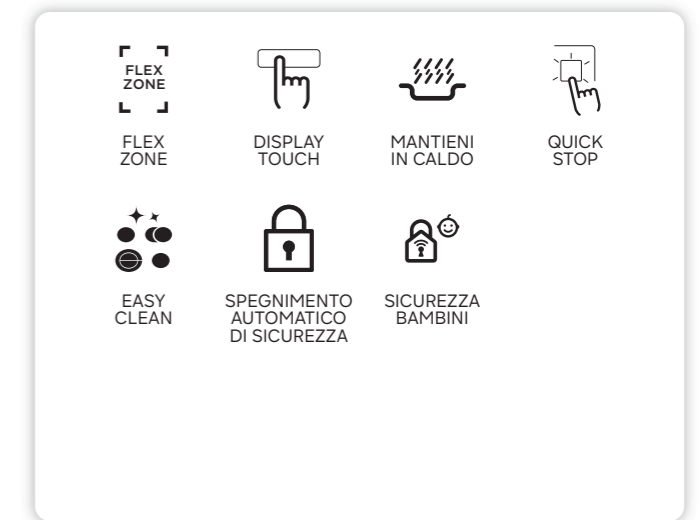 FLEX
ZONE
FLEX
ZONE
DISPLAY
TOUCH
MANTIENI
IN CALDO
QUICK
STOP
EASY
CLEAN
SPEGNIMENTO
AUTOMATICO
DI SICUREZZA
SICUREZZA
BAMBINI